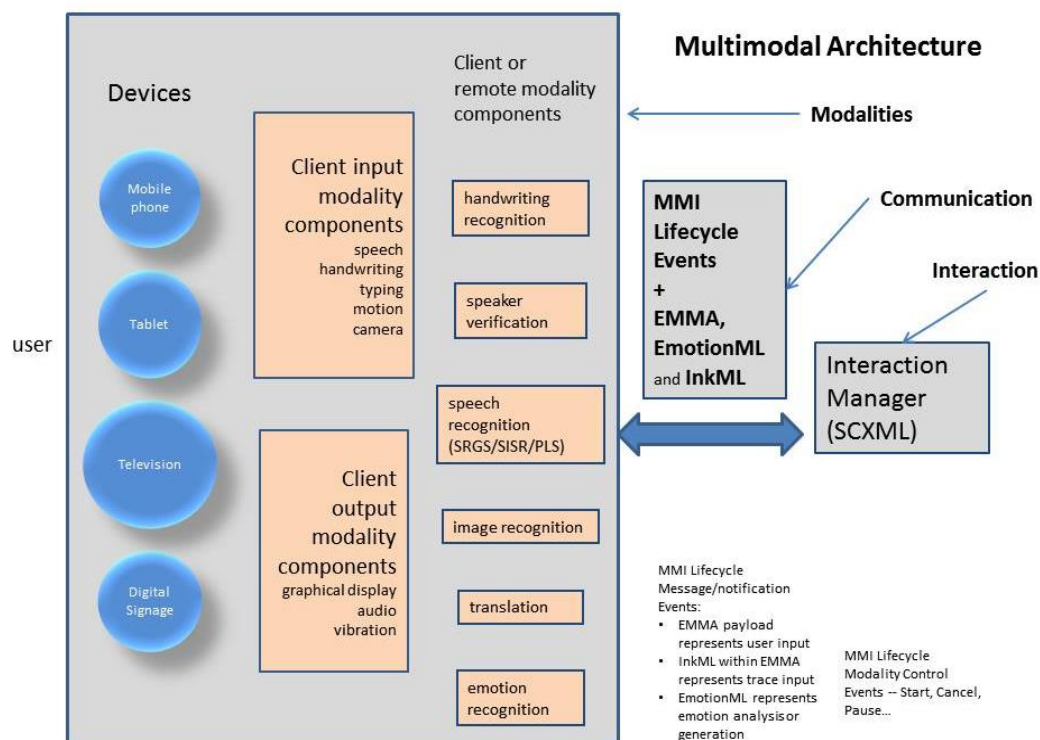 Multimodal Architecture
Devices
Client or
remote modality
components
Modalities
Mobile
phone
Client input
modality
components
speech
handwriting
typing
motion
camera
handwriting
recognition
MMI
Lifecycle
Events
+
EMMA,
EmotionML
and InkML
Communication
Interaction
Tablet
speaker
verification
user
Interaction
Manager
(SCXML)
speech
recognition
(SRGS/SISR/PLS)
Television
Client
output
modality
components
graphical display
audio
vibration
image recognition
Digital
Signage
translation
emotion
recognition
MMI Lifecycle
Message/notification
Events:
• EMMA payload
represents user input
• InkML within EMMA
represents trace input
• EmotionML represents
emotion analysis or
generation
MMI Lifecycle
Modality Control
Events -- Start, Cancel,
Pause...